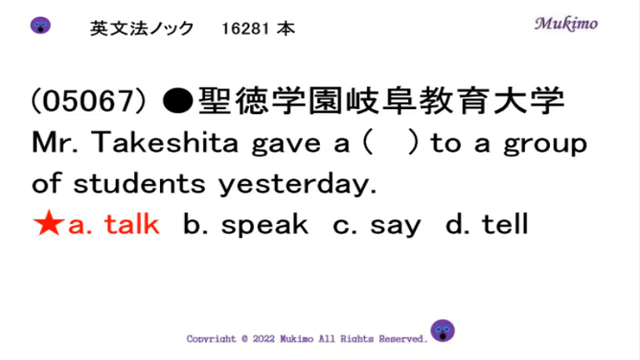 英文法ノック 16281 本
Mukimo
(05067) ●聖徳学園岐阜教育大学
Mr. Takeshita gave a (   ) to a group
of students yesterday.
★a. talk b. speak c. say d. tell
Copyright @ 2022 Mukimo All Rights Reserved.